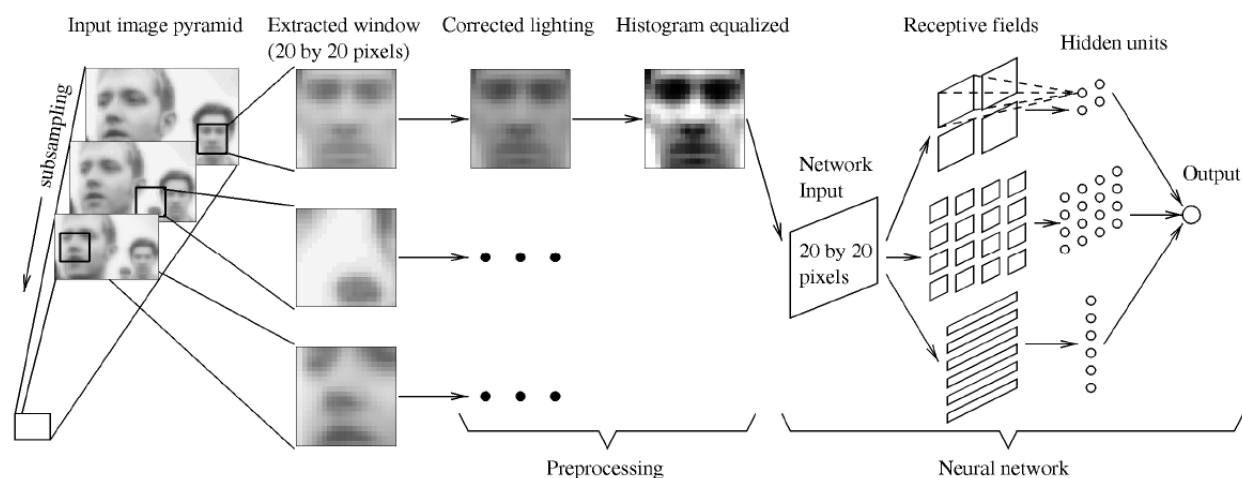 Input image pyramid
Extracted window
(20 by 20 pixels)
Corrected lighting
Histogram equalized
Receptive fields
Hidden units
subsampling
Network
Input
Output
20 by 20
pixels
Preprocessing
Neural network